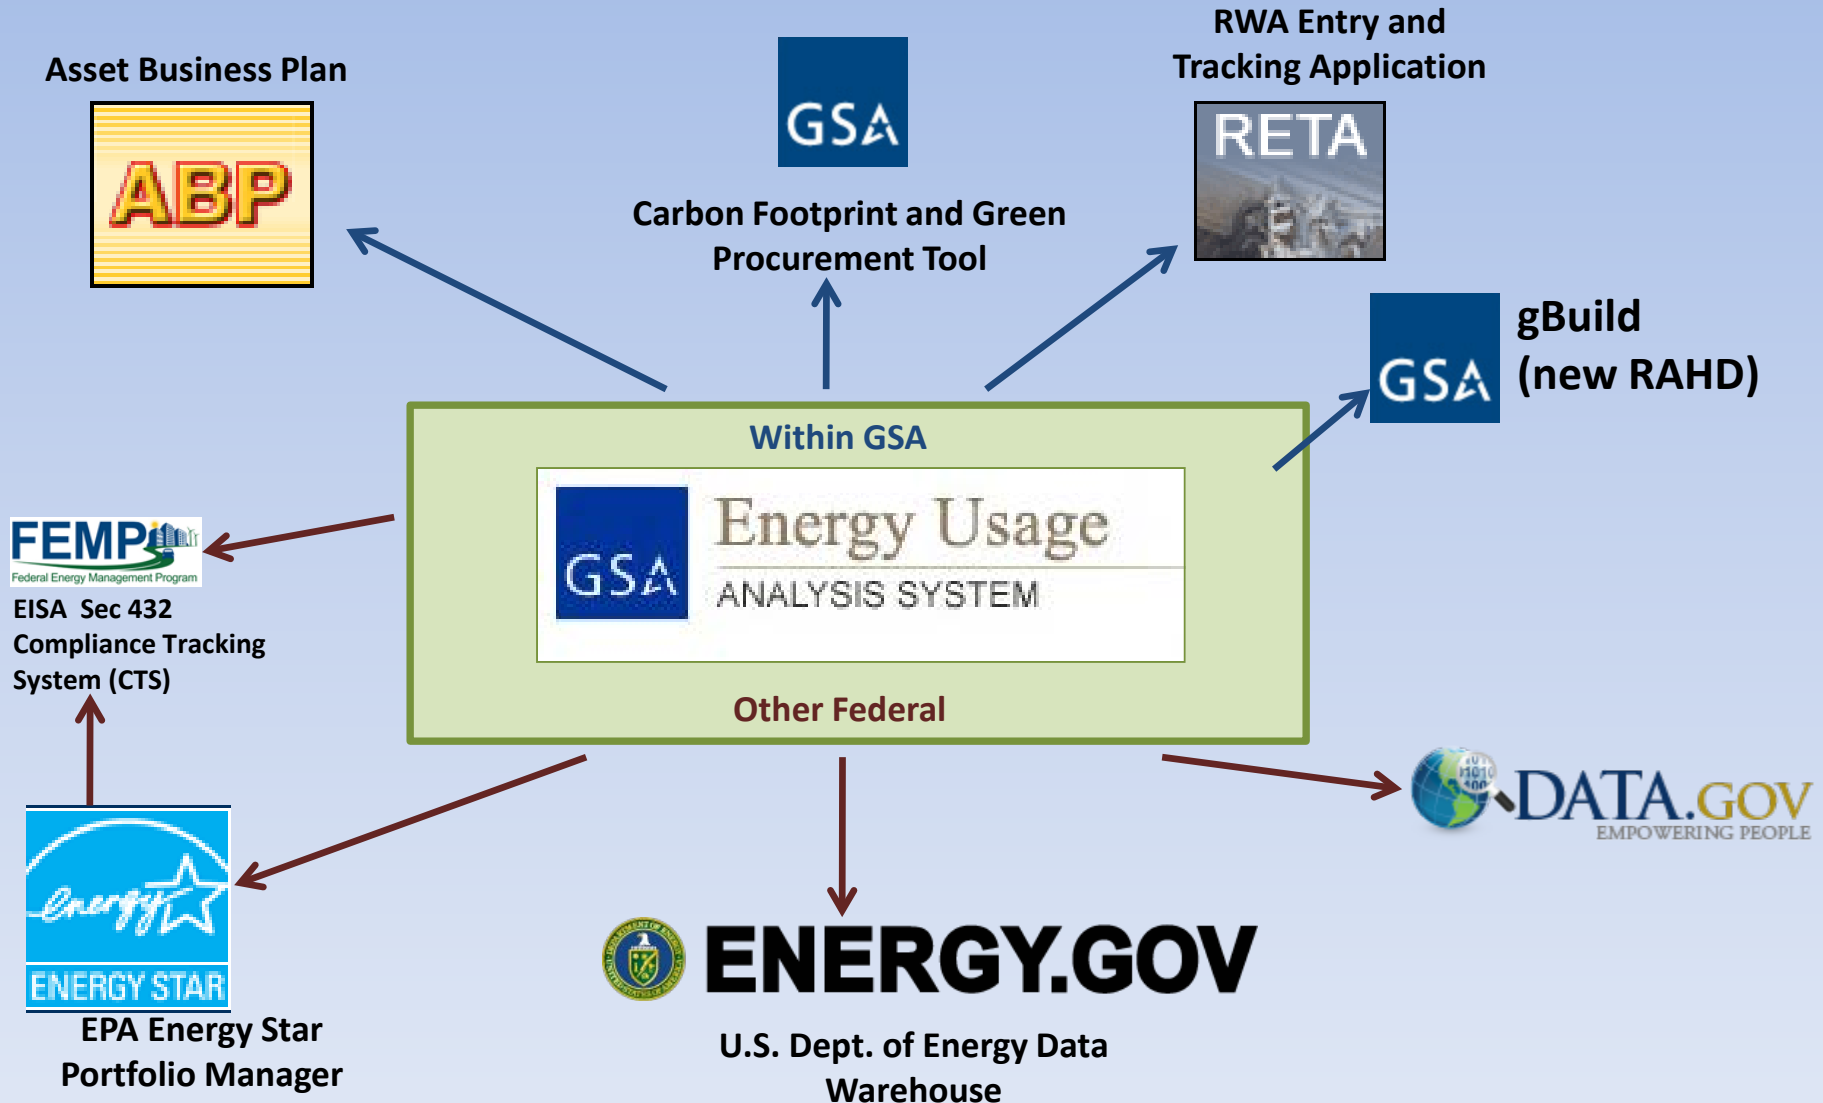 RWA Entry and
Tracking Application
Asset Business Plan
ABP
GSA
RETA
Carbon Footprint and Green
Procurement Tool
GSA
gBuild
(new RAHD)
Within GSA
GSA
Energy Usage
ANALYSIS SYSTEM
Other Federal
FEMP
Federal Energy Management Program
EISA Sec 432
Compliance Tracking
System (CTS)
energy
ENERGY STAR
EPA Energy Star
Portfolio Manager
ENERGY.GOV
U.S. Dept. of Energy Data
Warehouse
DATA.GOV
EMPOWERING PEOPLE